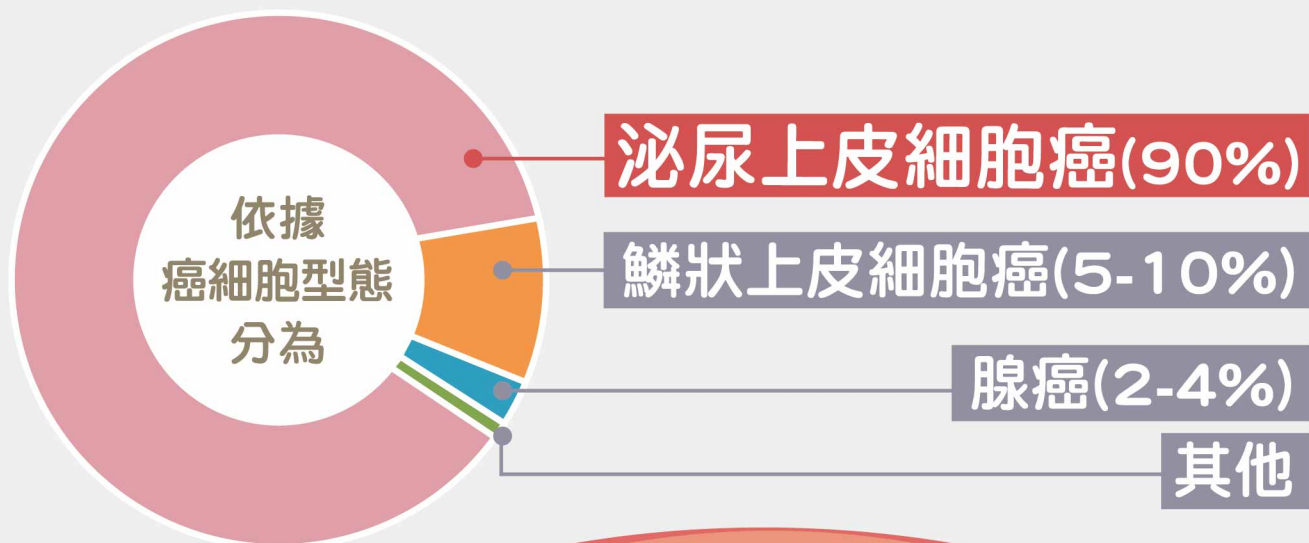 依據
癌細胞型態
分為
泌尿上皮細胞癌(90%)
鱗狀上皮細胞癌(5-10%)
腺癌(2-4%)
其他